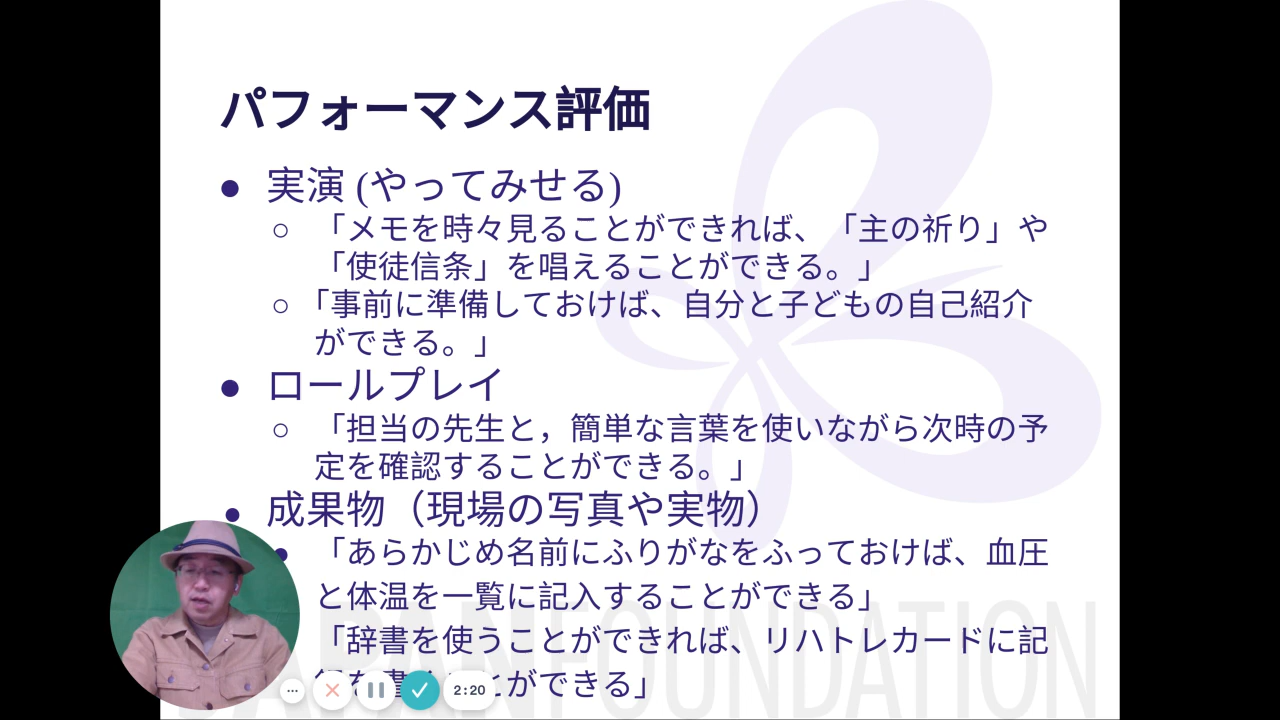 パフォーマンス評価
● 実演 (やってみせる)
○ 「メモを時々見ることができれば、「主の祈り」や
「使徒信条」を唱えることができる。」
○ 「事前に準備しておけば、自分と子どもの自己紹介
ができる。」
● ロールプレイ
○ 「担当の先生と，簡単な言葉を使いながら次時の予
定を確認することができる。」
● 成果物（現場の写真や実物）
● 「あらかじめ名前にふりがなをふっておけば、血圧
と体温を一覧に記入することができる」
「辞書を使うことができれば、リハトレカードに記
ができる」
2:20
JAPANFOUNDATION